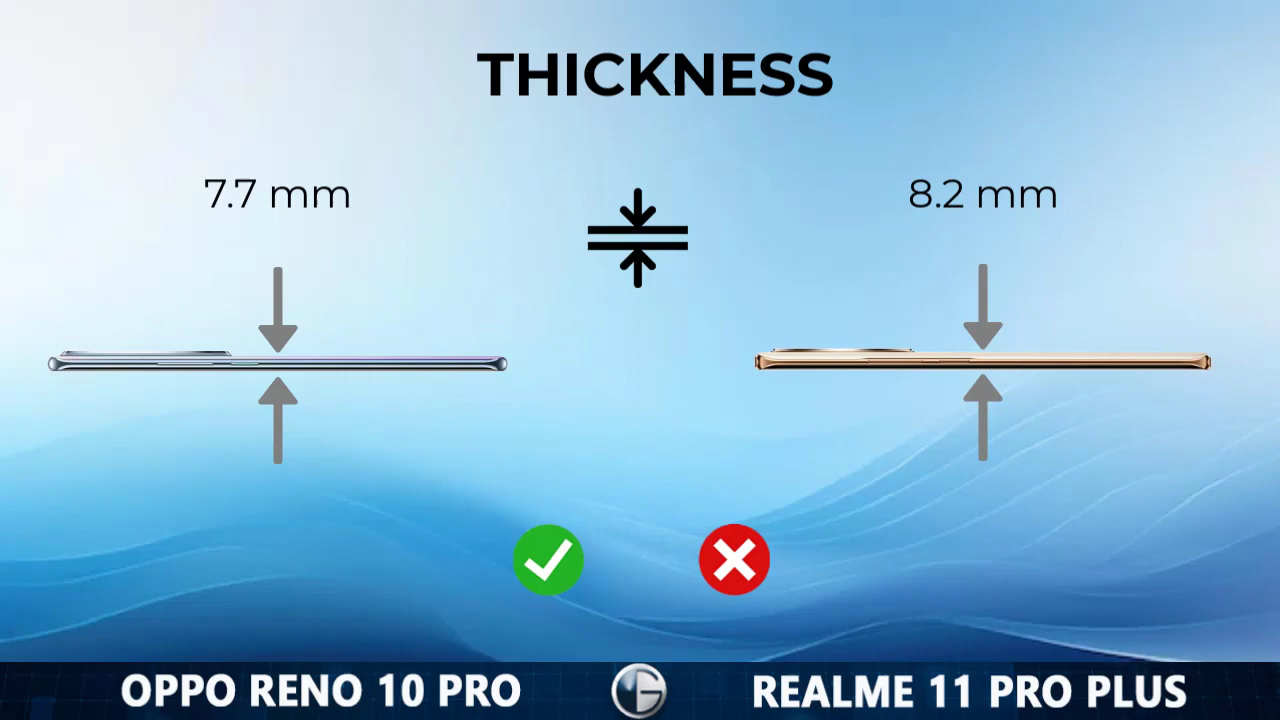 THICKNESS
7.7 mm
8.2 mm
OPPO RENO 10 PRO
REALME 11 PRO PLUS